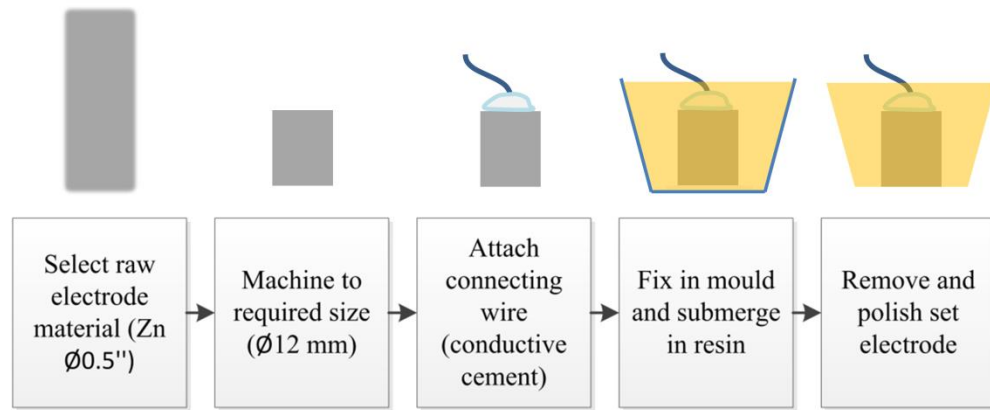 Select raw
electrode
material (Zn
Ø0.5'')
Machine to
required size
(Ø12 mm)
Attach
connecting
wire
(conductive
cement)
Fix in mould
and submerge
in resin
Remove and
polish set
electrode